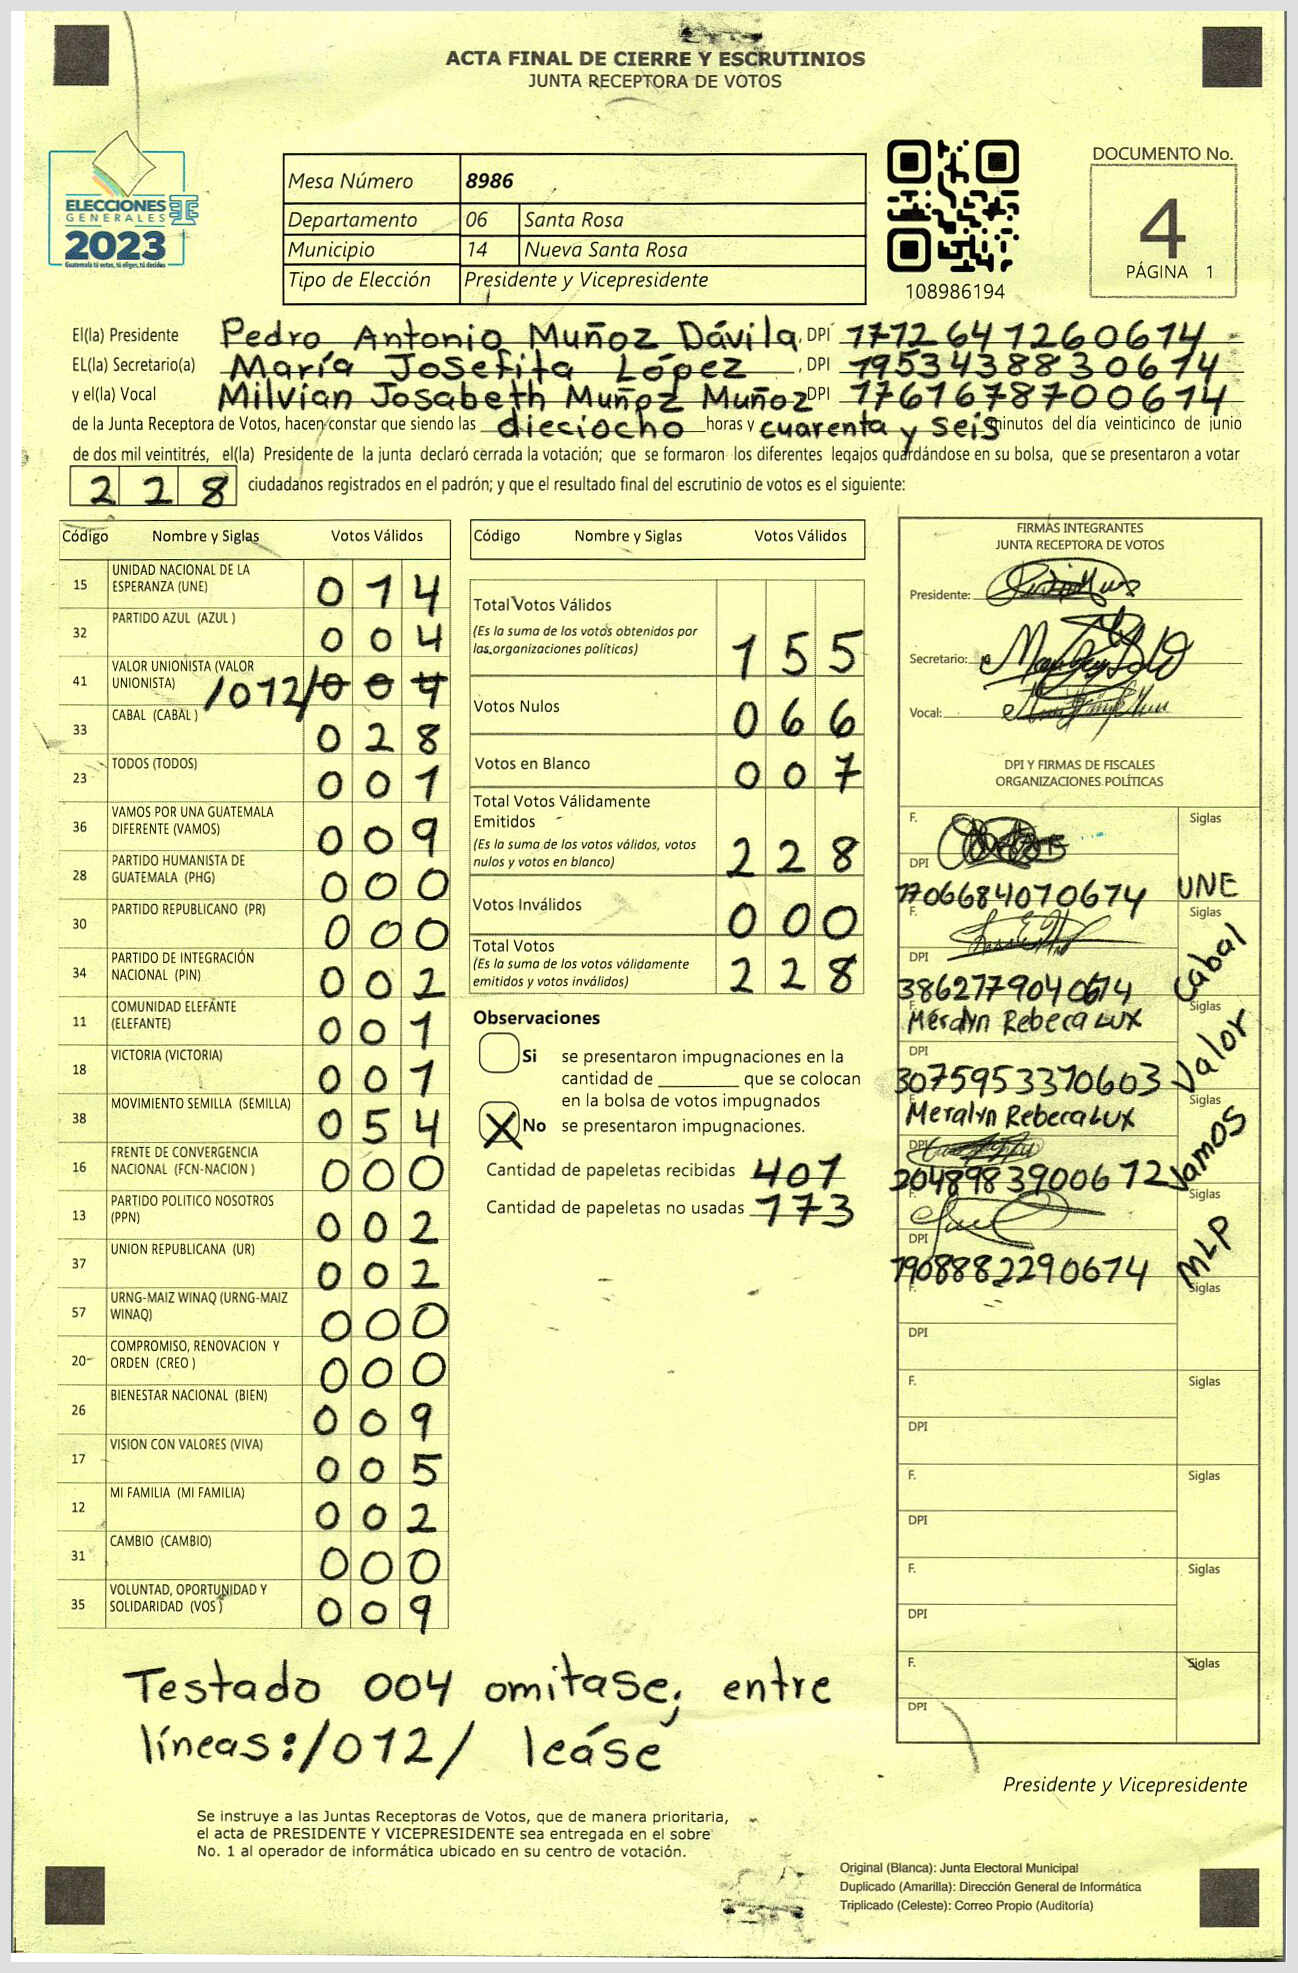 ACTA FINAL DE CIERRE Y ESCRUTINIOS
JUNTA RECEPTORA DE VOTOS
ELECCIONES
GENERALES
2023
Guatemala tú votas, tú eliges, tú decides
Mesa Número 8986
Departamento 06 Santa Rosa
Municipio 14 Nueva Santa Rosa
Tipo de Elección Presidente y Vicepresidente
108986194
DOCUMENTO No.
4
PÁGINA 1
El(la) Presidente Pedro Antonio Muñoz Dávila, DPI 1772647260674
EL(la) Secretario(a) María Josefita López, DPI 1953438830674
y el(la) Vocal Milvian Josabeth Muñoz Muñoz DPI 1761678700614
de la Junta Receptora de Votos, hacen constar que siendo las dieciocho horas y cuarenta y seis minutos del día veinticinco de junio
de dos mil veintitrés, el(la) Presidente de la junta declaró cerrada la votación; que se formaron los diferentes legajos guardándose en su bolsa, que se presentaron a votar
228 ciudadanos registrados en el padrón; y que el resultado final del escrutinio de votos es el siguiente:
Código Nombre y Siglas Votos Válidos
15 UNIDAD NACIONAL DE LA ESPERANZA (UNE) 014
32 PARTIDO AZUL (AZUL ) 004
41 VALOR UNIONISTA (VALOR UNIONISTA) /012/ 004
33 CABAL (CABAL ) 028
23 TODOS (TODOS) 001
36 VAMOS POR UNA GUATEMALA DIFERENTE (VAMOS) 009
28 PARTIDO HUMANISTA DE GUATEMALA (PHG) 000
30 PARTIDO REPUBLICANO (PR) 000
34 PARTIDO DE INTEGRACIÓN NACIONAL (PIN) 002
11 COMUNIDAD ELEFANTE (ELEFANTE) 001
18 VICTORIA (VICTORIA) 001
38 MOVIMIENTO SEMILLA (SEMILLA) 054
16 FRENTE DE CONVERGENCIA NACIONAL (FCN-NACION ) 000
13 PARTIDO POLITICO NOSOTROS (PPN) 002
37 UNION REPUBLICANA (UR) 002
57 URNG-MAIZ WINAQ (URNG-MAIZ WINAQ) 000
20 COMPROMISO, RENOVACION Y ORDEN (CREO ) 000
26 BIENESTAR NACIONAL (BIEN) 009
17 VISION CON VALORES (VIVA) 005
12 MI FAMILIA (MI FAMILIA) 002
31 CAMBIO (CAMBIO) 000
35 VOLUNTAD, OPORTUNIDAD Y SOLIDARIDAD (VOS ) 009
Código Nombre y Siglas Votos Válidos
Total Votos Válidos
(Es la suma de los votos obtenidos por
las organizaciones políticas) 155
Votos Nulos 066
Votos en Blanco 007
Total Votos Válidamente
Emitidos
(Es la suma de los votos válidos, votos
nulos y votos en blanco) 228
Votos Inválidos 000
Total Votos
(Es la suma de los votos válidamente
emitidos y votos inválidos) 228
Observaciones
Si se presentaron impugnaciones en la
cantidad de ________ que se colocan
en la bolsa de votos impugnados
X No se presentaron impugnaciones.
Cantidad de papeletas recibidas 401
Cantidad de papeletas no usadas 173
FIRMAS INTEGRANTES
JUNTA RECEPTORA DE VOTOS
Presidente:
Secretario:
Vocal:
DPI Y FIRMAS DE FISCALES
ORGANIZACIONES POLÍTICAS
F. Siglas
DPI
1706684070674 UNE
F. Siglas
DPI
3862779040614 Cabal
Meralyn Rebeca Lux Siglas
DPI
3075953370603 Valor
Meralyn Rebeca Lux Siglas
DPI
2048983900612 Vamos
F. Siglas
DPI
1908882290674 MLP
F. Siglas
DPI
F. Siglas
DPI
F. Siglas
DPI
F. Siglas
DPI
F. Siglas
DPI
Testado 004 omitase, entre
líneas:/012/ leáse
Presidente y Vicepresidente
Se instruye a las Juntas Receptoras de Votos, que de manera prioritaria,
el acta de PRESIDENTE Y VICEPRESIDENTE sea entregada en el sobre
No. 1 al operador de informática ubicado en su centro de votación.
Original (Blanca): Junta Electoral Municipal
Duplicado (Amarilla): Dirección General de Informática
Triplicado (Celeste): Correo Propio (Auditoría)